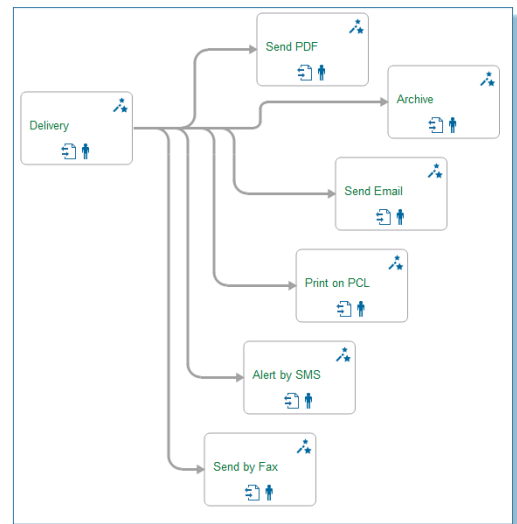 Send PDF
Archive
Delivery
Send Email
Print on PCL
Alert by SMS
Send by Fax